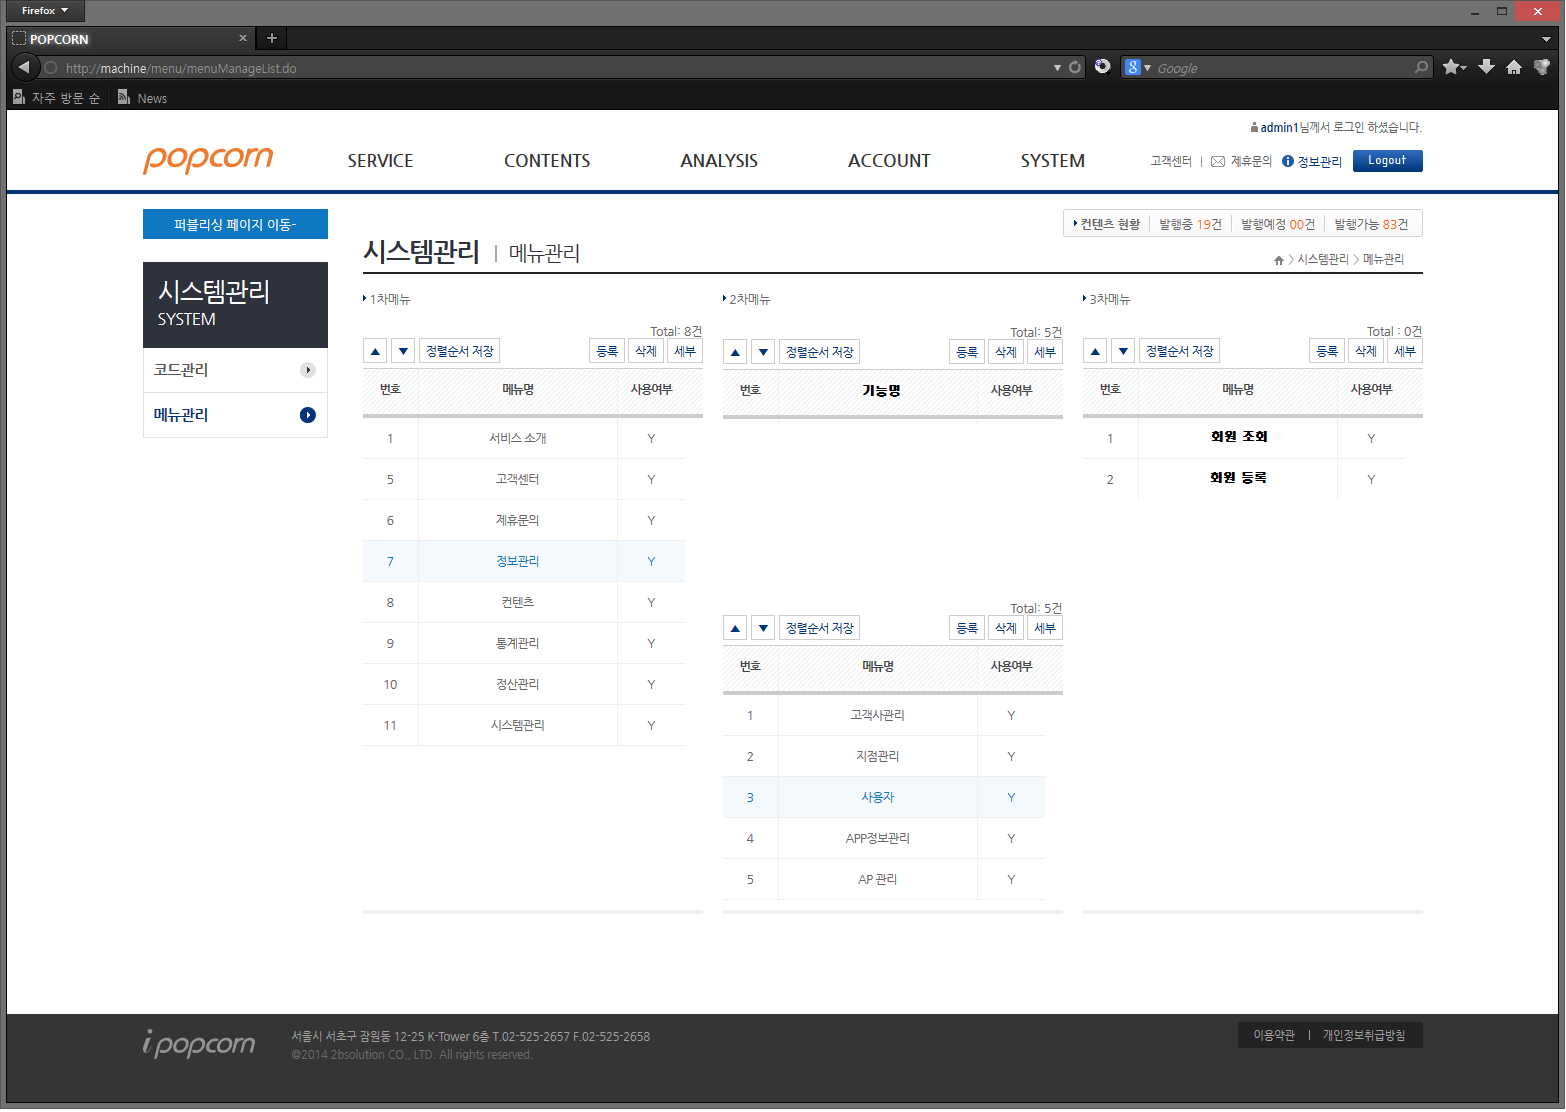 Firefox
POPCORN
http://machine/menu/menuManageList.do
Google
자주 방문 순
News
admin1님께서 로그인 하셨습니다.
popcorn
SERVICE
CONTENTS
ANALYSIS
ACCOUNT
SYSTEM
고객센터
제휴문의
정보관리
Logout
퍼블리싱 페이지 이동-
컨텐츠 현황
발행중 19건
발행예정 00건
발행가능 83건
시스템관리
메뉴관리
시스템관리 > 메뉴관리
시스템관리
SYSTEM
코드관리
메뉴관리
1차메뉴
Total: 8건
▲ ▼ 정렬순서 저장 등록 삭제 세부
번호 메뉴명 사용여부
1 서비스 소개 Y
5 고객센터 Y
6 제휴문의 Y
7 정보관리 Y
8 컨텐츠 Y
9 통계관리 Y
10 정산관리 Y
11 시스템관리 Y
2차메뉴
Total: 5건
▲ ▼ 정렬순서 저장 등록 삭제 세부
번호 기능명 사용여부
Total: 5건
▲ ▼ 정렬순서 저장 등록 삭제 세부
번호 메뉴명 사용여부
1 고객사관리 Y
2 지점관리 Y
3 사용자 Y
4 APP정보관리 Y
5 AP 관리 Y
3차메뉴
Total : 0건
▲ ▼ 정렬순서 저장 등록 삭제 세부
번호 메뉴명 사용여부
1 회원 조회 Y
2 회원 등록 Y
i popcorn
서울시 서초구 잠원동 12-25 K-Tower 6층 T.02-525-2657 F.02-525-2658
@2014 2bsolution CO., LTD. All rights reserved.
이용약관 | 개인정보취급방침